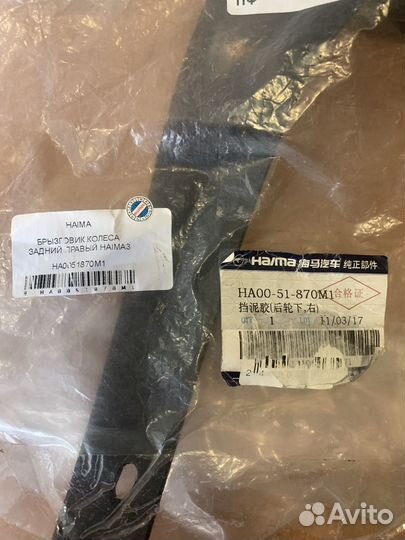 HAIMA
БРЫЗГОВИК КОЛЕСА
ЗАДНИЙ ПРАВЫЙ HAIMA3
HA0051870M1
Haima 海马汽车 纯正部件
HA00-51-870M1 合格证
挡泥胶(后轮下,右)
QTY 1 11/03/17
Avito